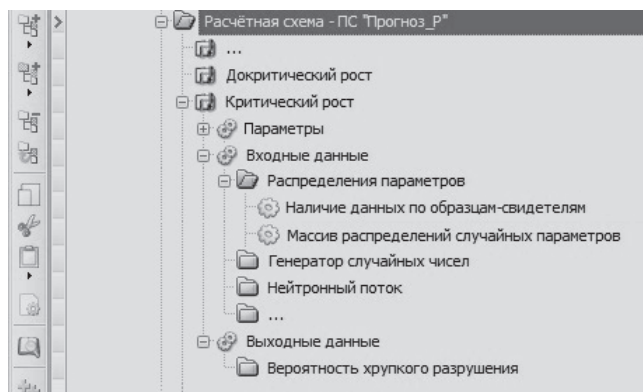 Расчётная схема - ПС "Прогноз_Р"
...
Докритический рост
Критический рост
Параметры
Входные данные
Распределения параметров
Наличие данных по образцам-свидетелям
Массив распределений случайных параметров
Генератор случайных чисел
Нейтронный поток
...
Выходные данные
Вероятность хрупкого разрушения